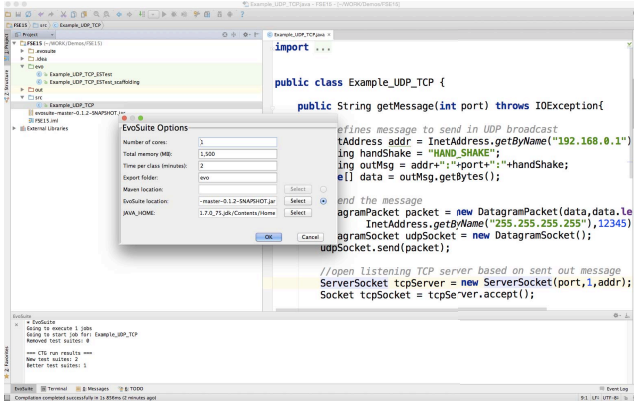 Example_UDP_TCP.java - FSE15 - [~/WORK/Demos/FSE15]
FSE15 src Example_UDP_TCP
Project
Example_UDP_TCP.java
1: Project
FSE15 (~/WORK/Demos/FSE15)
.evosuite
.idea
evo
Example_UDP_TCP_ESTest
Example_UDP_TCP_ESTest_scaffolding
out
src
Example_UDP_TCP
evosuite-master-0.1.2-SNAPSHOT.jar
FSE15.iml
External Libraries
Z: Structure
EvoSuite Options
Number of cores: 1
Total memory (MB): 1,500
Time per class (minutes): 2
Export folder: evo
Maven location: Select
EvoSuite location: -master-0.1.2-SNAPSHOT.jar Select
JAVA_HOME: 1.7.0_75.jdk/Contents/Home Select
OK Cancel
import ...
public class Example_UDP_TCP {
public String getMessage(int port) throws IOException{
efines message to send in UDP broadcast
tAddress addr = InetAddress.getByName("192.168.0.1")
ing handShake = "HAND_SHAKE";
ing outMsg = addr+":"+port+":"+handShake;
e[] data = outMsg.getBytes();
end the message
agramPacket packet = new DatagramPacket(data,data.le
InetAddress.getByName("255.255.255.255"),12345)
agramSocket udpSocket = new DatagramSocket();
udpSocket.send(packet);
//open listening TCP server based on sent out message
ServerSocket tcpServer = new ServerSocket(port,1,addr);
Socket tcpSocket = tcpServer.accept();
EvoSuite
* EvoSuite
Going to execute 1 jobs
Going to start job for: Example_UDP_TCP
Removed test suites: 0
=== CTG run results ===
New test suites: 2
Better test suites: 1
2: Favorites
EvoSuite Terminal 0: Messages 6: TODO Event Log
Compilation completed successfully in 1s 856ms (2 minutes ago) 9:1 LF÷ UTF-8÷